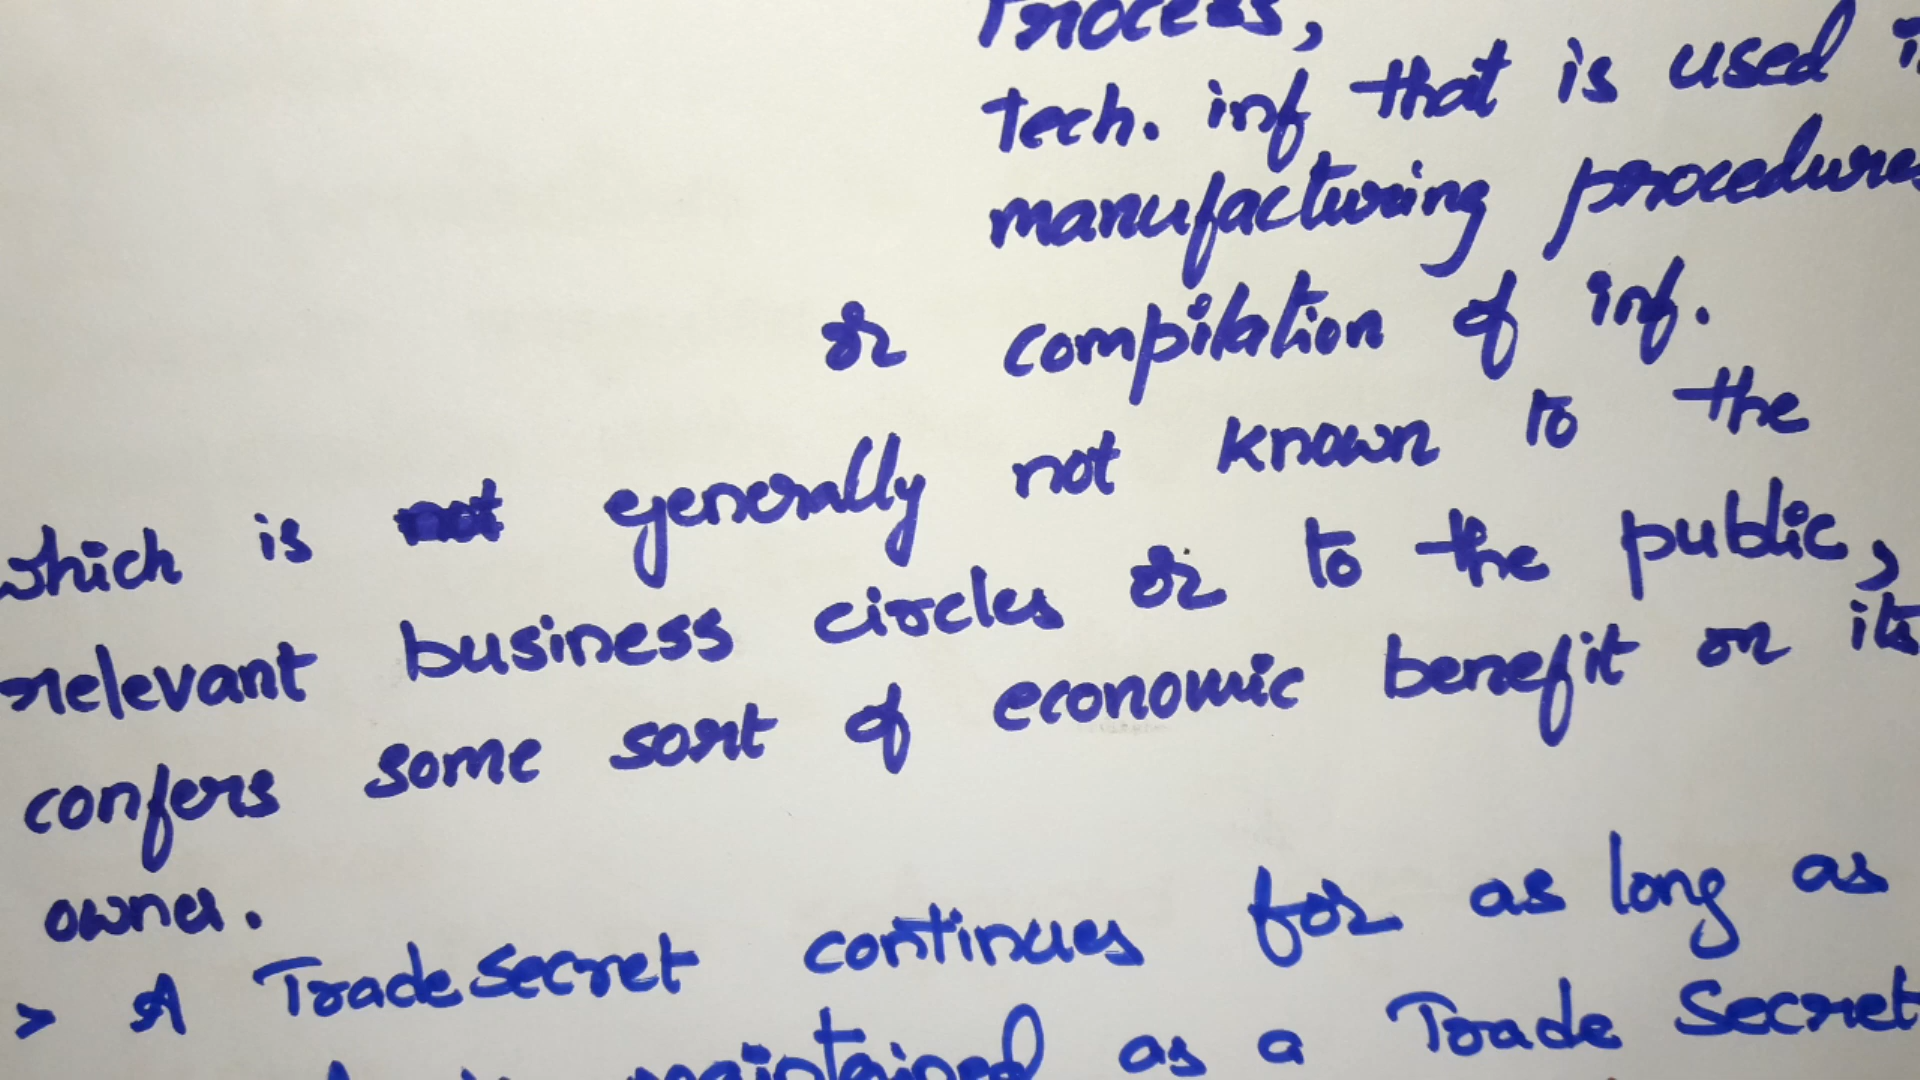 Process,
tech. inf that is used
manufacturing procedures
or compilation of inf.
which is not generally not known to the
relevant business circles or to the public,
confers some sort of economic benefit on its
owner.
> A Trade Secret continues for as long as
maintained as a Trade Secret